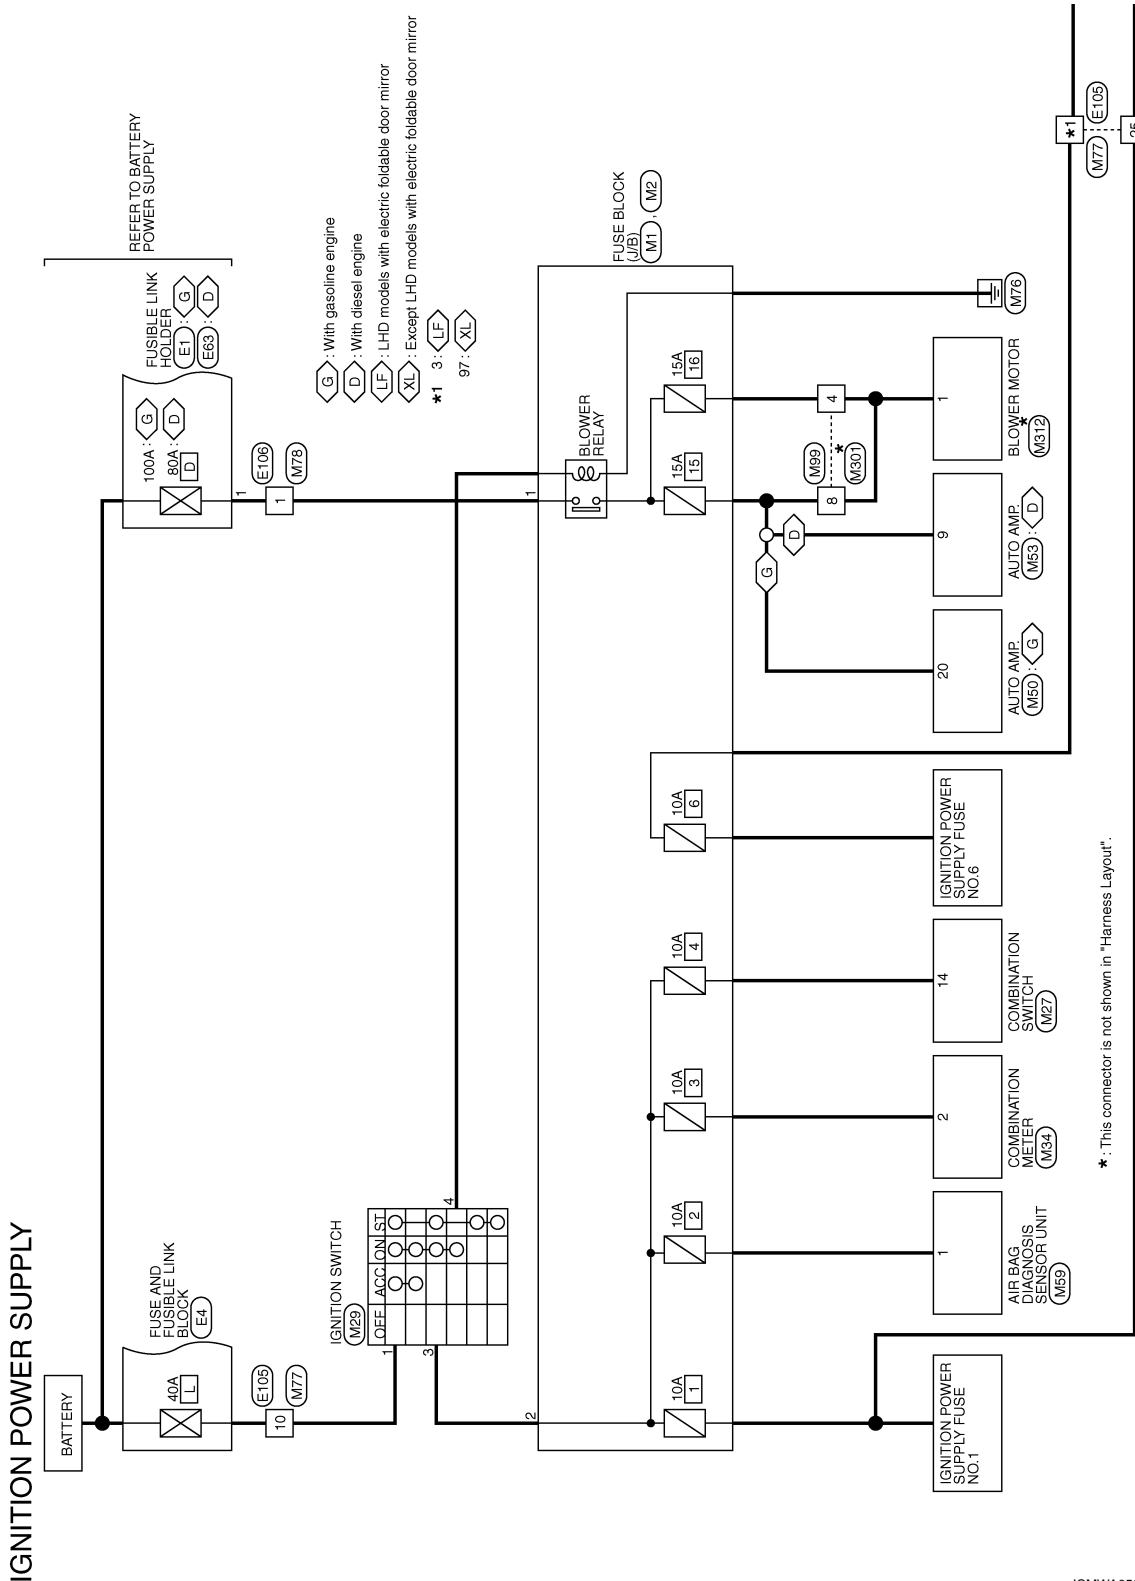 IGNITION POWER SUPPLY
BATTERY
REFER TO BATTERY
POWER SUPPLY
FUSE AND
FUSIBLE LINK
BLOCK
E4
40A
L
FUSIBLE LINK
HOLDER
E1 : G
E63 : D
100A : G
80A : D
D
1
E105
10
M77
E106
1
M78
G : With gasoline engine
D : With diesel engine
LF : LHD models with electric foldable door mirror
XL : Except LHD models with electric foldable door mirror
*1 3 : LF
97 : XL
IGNITION SWITCH
M29
OFF ACC ON ST
1
3
4
2
1
BLOWER
RELAY
FUSE BLOCK
(J/B)
M1 , M2
10A
1
10A
2
10A
3
10A
4
10A
6
15A
15
15A
16
G
D
M99
8
4
*
M301
IGNITION POWER
SUPPLY FUSE
NO.1
1
AIR BAG
DIAGNOSIS
SENSOR UNIT
M59
2
COMBINATION
METER
M34
14
COMBINATION
SWITCH
M27
IGNITION POWER
SUPPLY FUSE
NO.6
20
AUTO AMP.
M50 : G
9
AUTO AMP.
M53 : D
1
BLOWER MOTOR
*
M312
M76
M77
*1
E105
* : This connector is not shown in "Harness Layout".